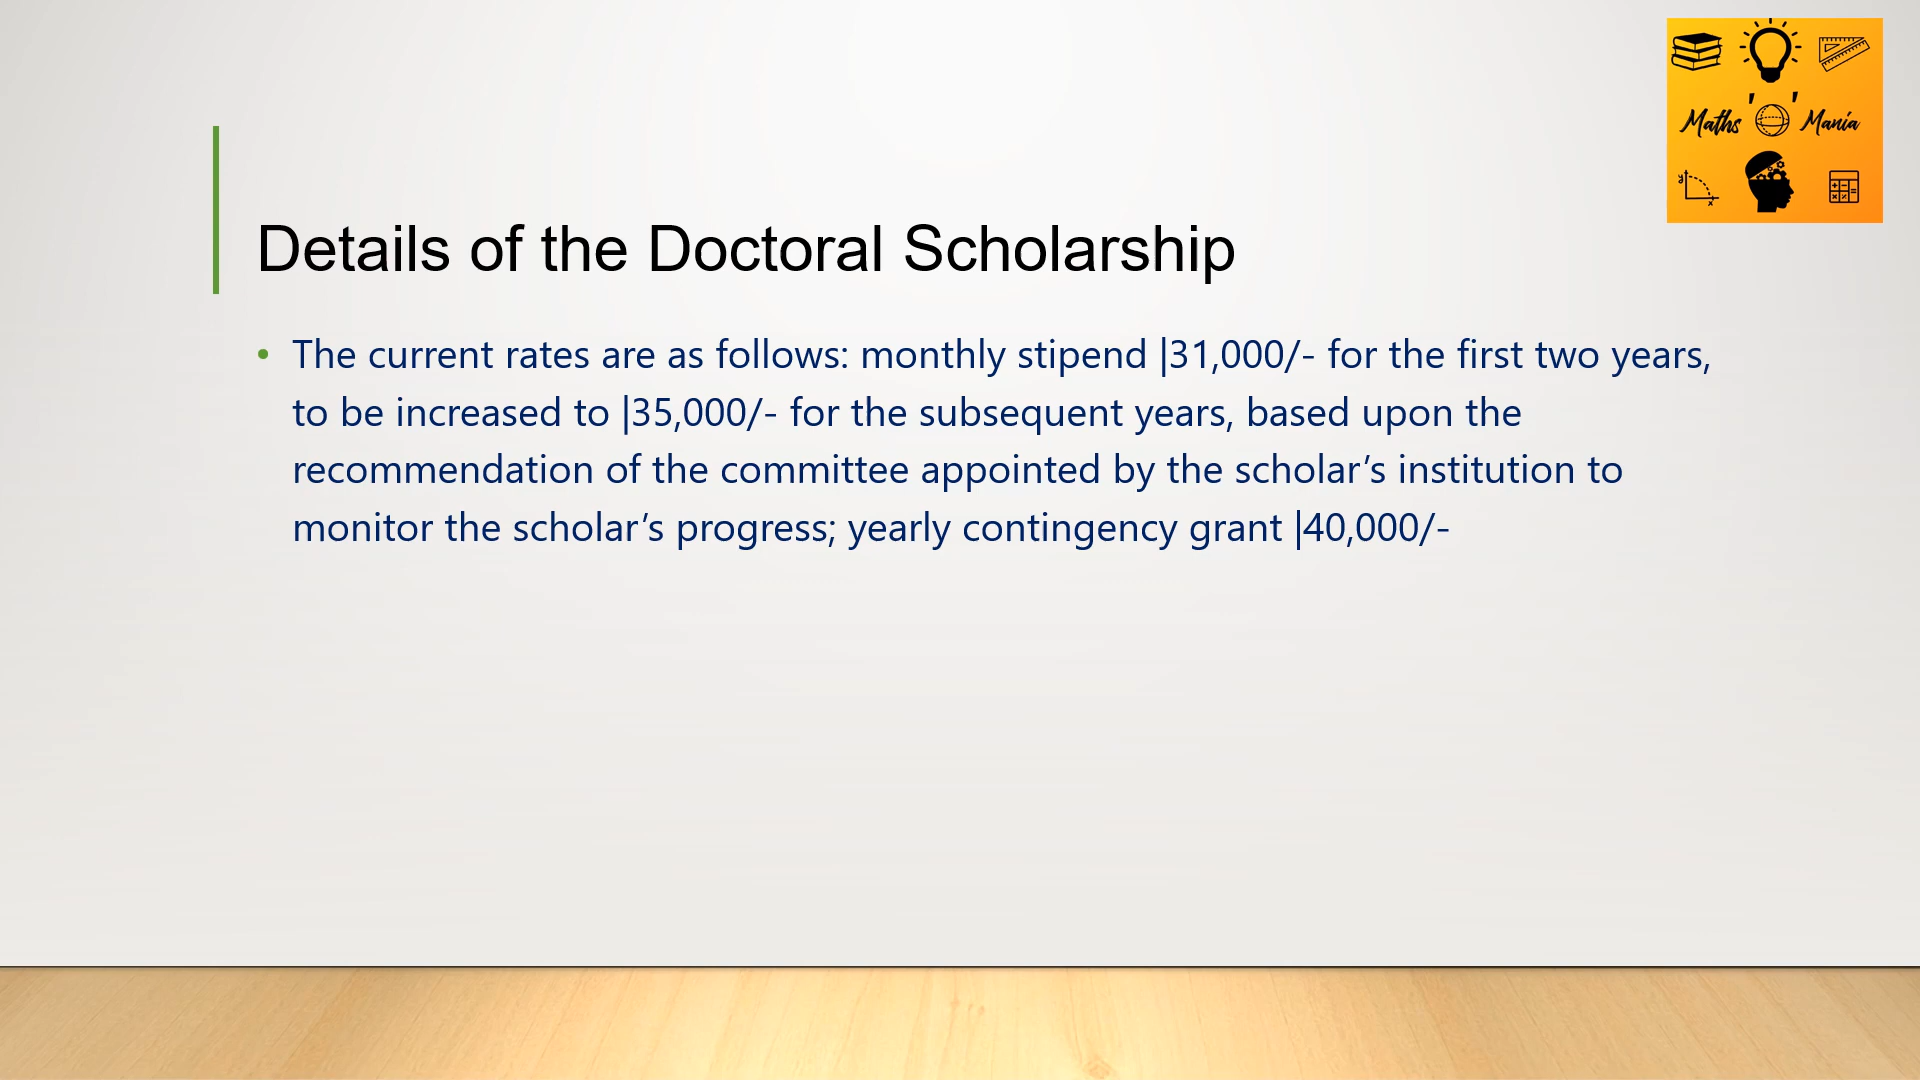 Maths Mania
Details of the Doctoral Scholarship
• The current rates are as follows: monthly stipend |31,000/- for the first two years,
to be increased to |35,000/- for the subsequent years, based upon the
recommendation of the committee appointed by the scholar’s institution to
monitor the scholar’s progress; yearly contingency grant |40,000/-